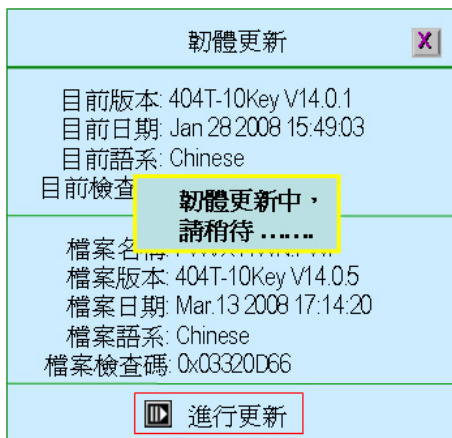 韌體更新
X
目前版本: 404T-10Key V14.0.1
目前日期: Jan 28 2008 15:49:03
目前語系: Chinese
目前檢查
韌體更新中，
請稍待 .......
檔案名稱:
檔案版本: 404T-10Key V14.0.5
檔案日期: Mar.13 2008 17:14:20
檔案語系: Chinese
檔案檢查碼: 0x03320D66
進行更新